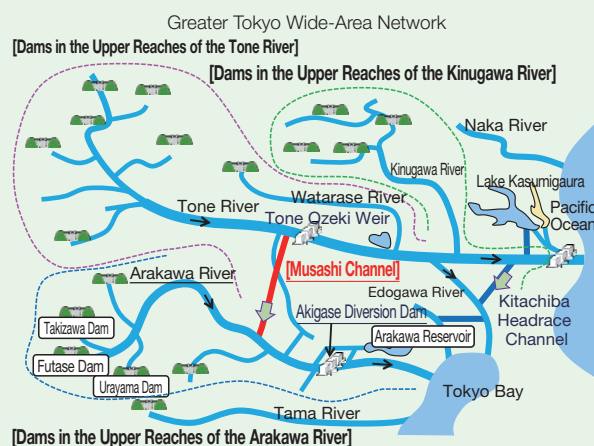 Greater Tokyo Wide-Area Network
[Dams in the Upper Reaches of the Tone River]
[Dams in the Upper Reaches of the Kinugawa River]
Naka River
Kinugawa River
Lake Kasumigaura
Watarase River
Pacific
Ocean
Tone River
Tone Ozeki Weir
Arakawa River
[Musashi Channel]
Edogawa River
Kitachiba
Headrace
Channel
Akigase Diversion Dam
Takizawa Dam
Arakawa Reservoir
Futase Dam
Urayama Dam
Tokyo Bay
Tama River
[Dams in the Upper Reaches of the Arakawa River]